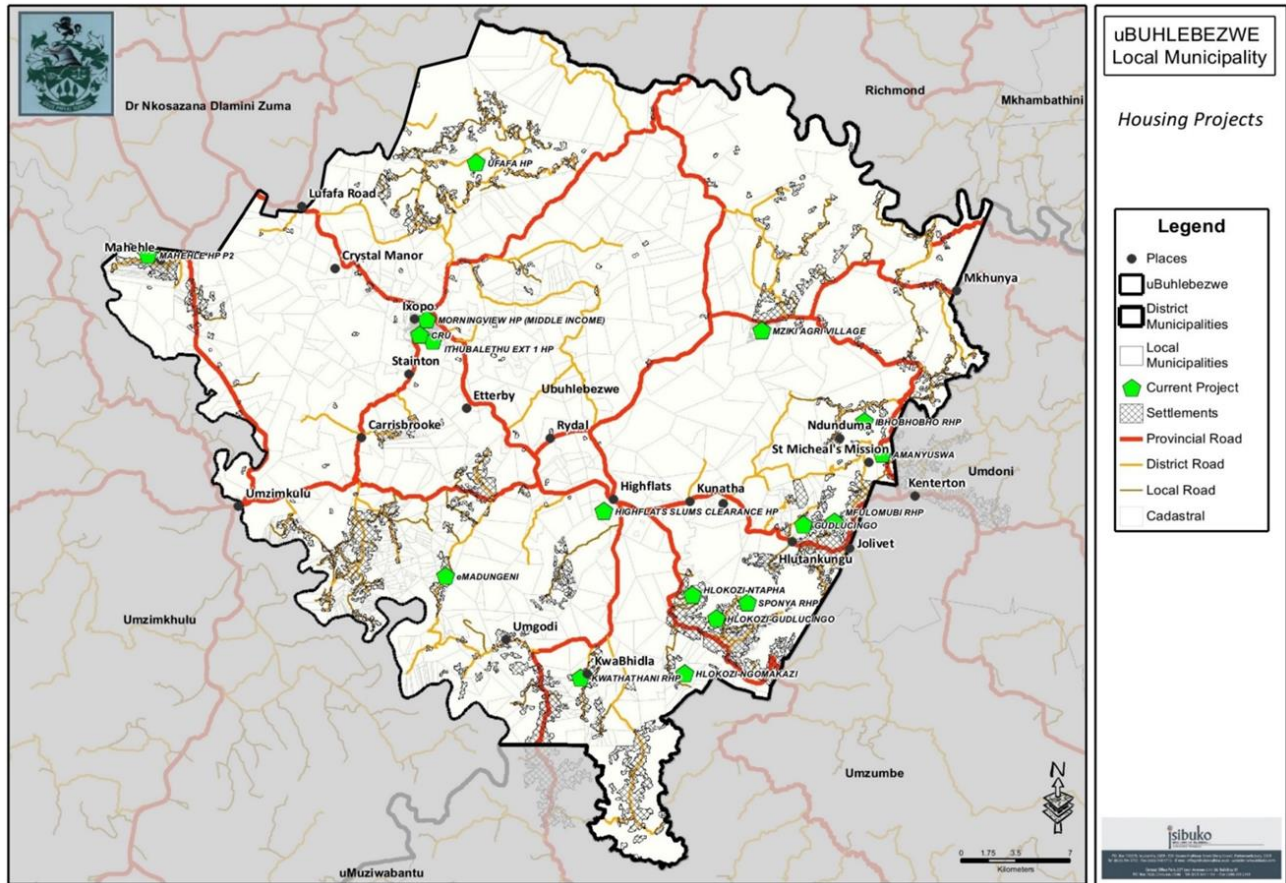 uBUHLEBEZWE
Local Municipality
Housing Projects
Legend
Places
uBuhlebezwe
District
Municipalities
Local
Municipalities
Current Project
Settlements
Provincial Road
District Road
Local Road
Cadastral
Dr Nkosazana Dlamini Zuma
Richmond
Mkhambathini
UFAFA HP
Lufafa Road
Mahehle
MAHEHLE HP P2
Crystal Manor
Mkhunya
Ixopo
MORNINGVIEW HP (MIDDLE INCOME)
CRU
ITHUBALETHU EXT 1 HP
MZIKI AGRI-VILLAGE
Stainton
Etterby
Ubuhlebezwe
Carrisbrooke
Rydal
Ndunduma
IBHOBHOBHO RHP
St Micheal's Mission
AMANYUSWA
Umdoni
Kenterton
Umzimkulu
Highflats
Kunatha
HIGHFLATS SLUMS CLEARANCE HP
MFULOMUBI RHP
GUDLUCINGO
Hlutankungu
Jolivet
eMADUNGENI
HLOKOZI-NTAPHA
SPONYA RHP
HLOKOZI-GUDLUCINGO
Umzimkhulu
Umgodi
KwaBhidla
KWATHATHANI RHP
HLOKOZI-NGOMAKAZI
Umzumbe
uMuziwabantu
N
0 1.75 3.5 7
Kilometers
isibuko